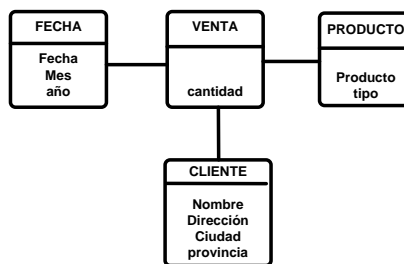 FECHA
Fecha
Mes
año
VENTA
cantidad
PRODUCTO
Producto
tipo
CLIENTE
Nombre
Dirección
Ciudad
provincia